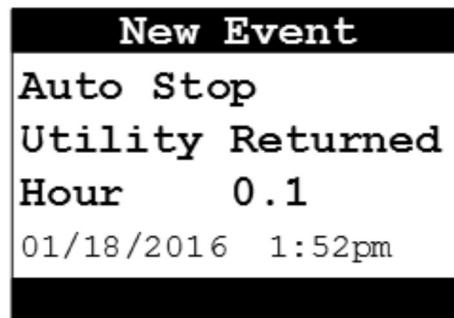 New Event
Auto Stop
Utility Returned
Hour 0.1
01/18/2016 1:52pm